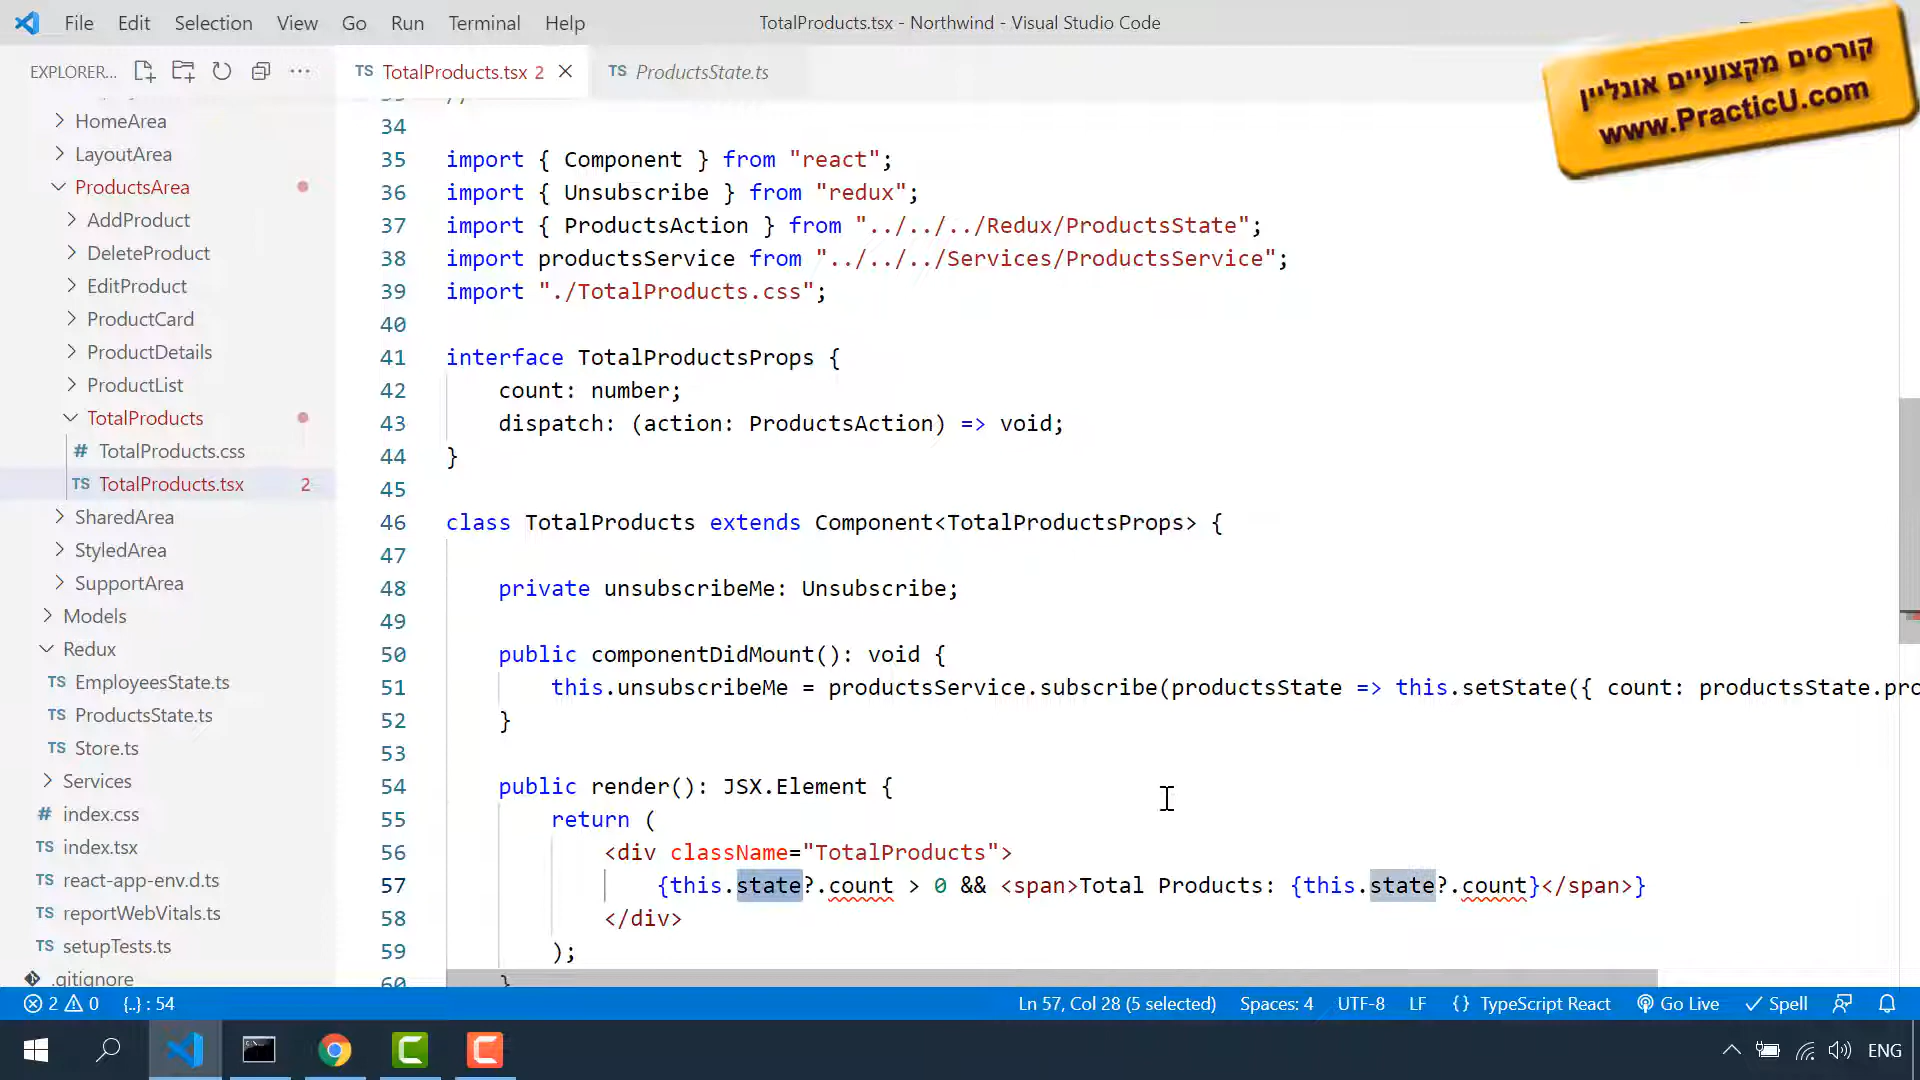 File Edit Selection View Go Run Terminal Help
TotalProducts.tsx - Northwind - Visual Studio Code
קורסים מקצועיים אונליין
www.PracticU.com
EXPLORER...
TS TotalProducts.tsx 2
TS ProductsState.ts
HomeArea
LayoutArea
ProductsArea
AddProduct
DeleteProduct
EditProduct
ProductCard
ProductDetails
ProductList
TotalProducts
# TotalProducts.css
TS TotalProducts.tsx 2
SharedArea
StyledArea
SupportArea
Models
Redux
TS EmployeesState.ts
TS ProductsState.ts
TS Store.ts
Services
# index.css
TS index.tsx
TS react-app-env.d.ts
TS reportWebVitals.ts
TS setupTests.ts
.gitignore
34
35 import { Component } from "react";
36 import { Unsubscribe } from "redux";
37 import { ProductsAction } from "../../../Redux/ProductsState";
38 import productsService from "../../../Services/ProductsService";
39 import "./TotalProducts.css";
40
41 interface TotalProductsProps {
42 count: number;
43 dispatch: (action: ProductsAction) => void;
44 }
45
46 class TotalProducts extends Component<TotalProductsProps> {
47
48 private unsubscribeMe: Unsubscribe;
49
50 public componentDidMount(): void {
51 this.unsubscribeMe = productsService.subscribe(productsState => this.setState({ count: productsState.pro
52 }
53
54 public render(): JSX.Element {
55 return (
56 <div className="TotalProducts">
57 {this.state?.count > 0 && <span>Total Products: {this.state?.count}</span>}
58 </div>
59 );
60 }
2 0 {..} : 54
Ln 57, Col 28 (5 selected) Spaces: 4 UTF-8 LF {} TypeScript React Go Live Spell
ENG